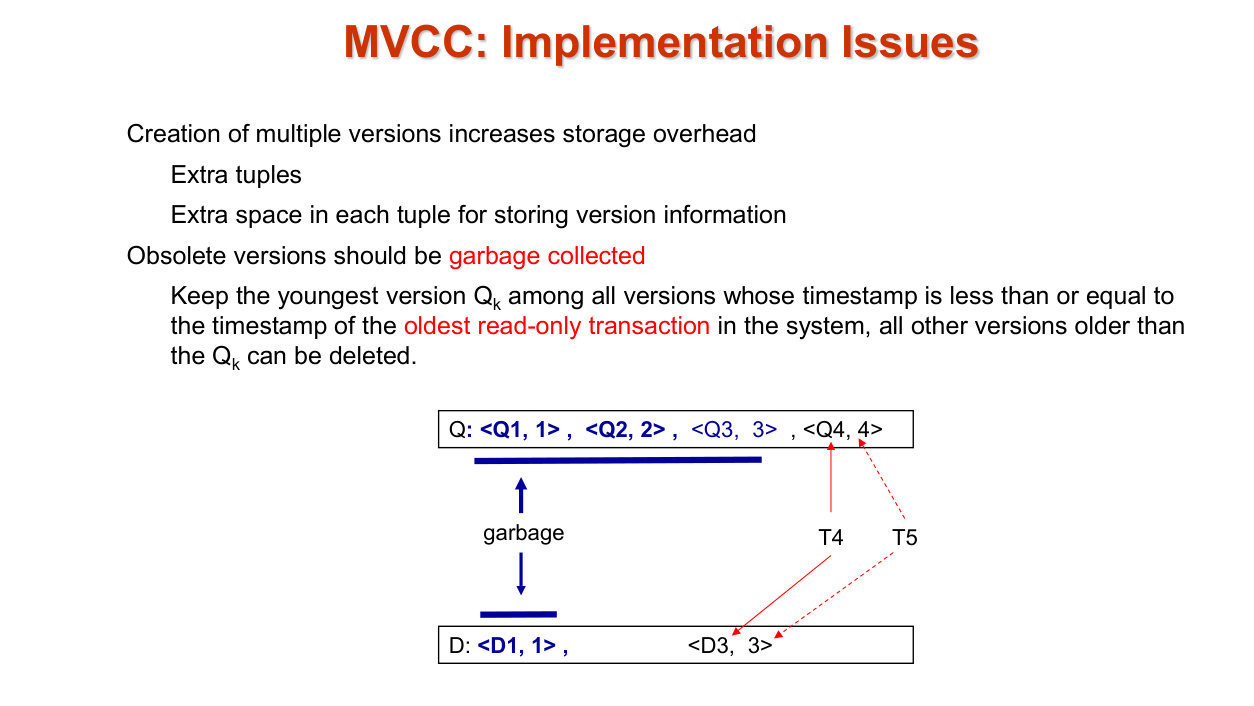 MVCC: Implementation Issues
Creation of multiple versions increases storage overhead
Extra tuples
Extra space in each tuple for storing version information
Obsolete versions should be garbage collected
Keep the youngest version Qk among all versions whose timestamp is less than or equal to
the timestamp of the oldest read-only transaction in the system, all other versions older than
the Qk can be deleted.
Q: <Q1, 1> , <Q2, 2> , <Q3, 3> , <Q4, 4>
garbage
T4
T5
D: <D1, 1> , <D3, 3>